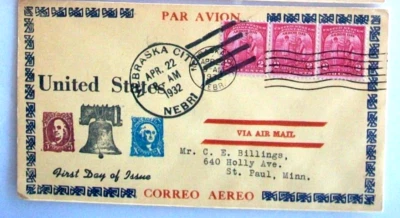 PAR AVION
NEBRASKA CITY
APR. 22
AM
1932
NEBR
United States
VIA AIR MAIL
Mr. C. E. Billings,
640 Holly Ave.
St. Paul, Minn.
First Day of Issue
CORREO AEREO